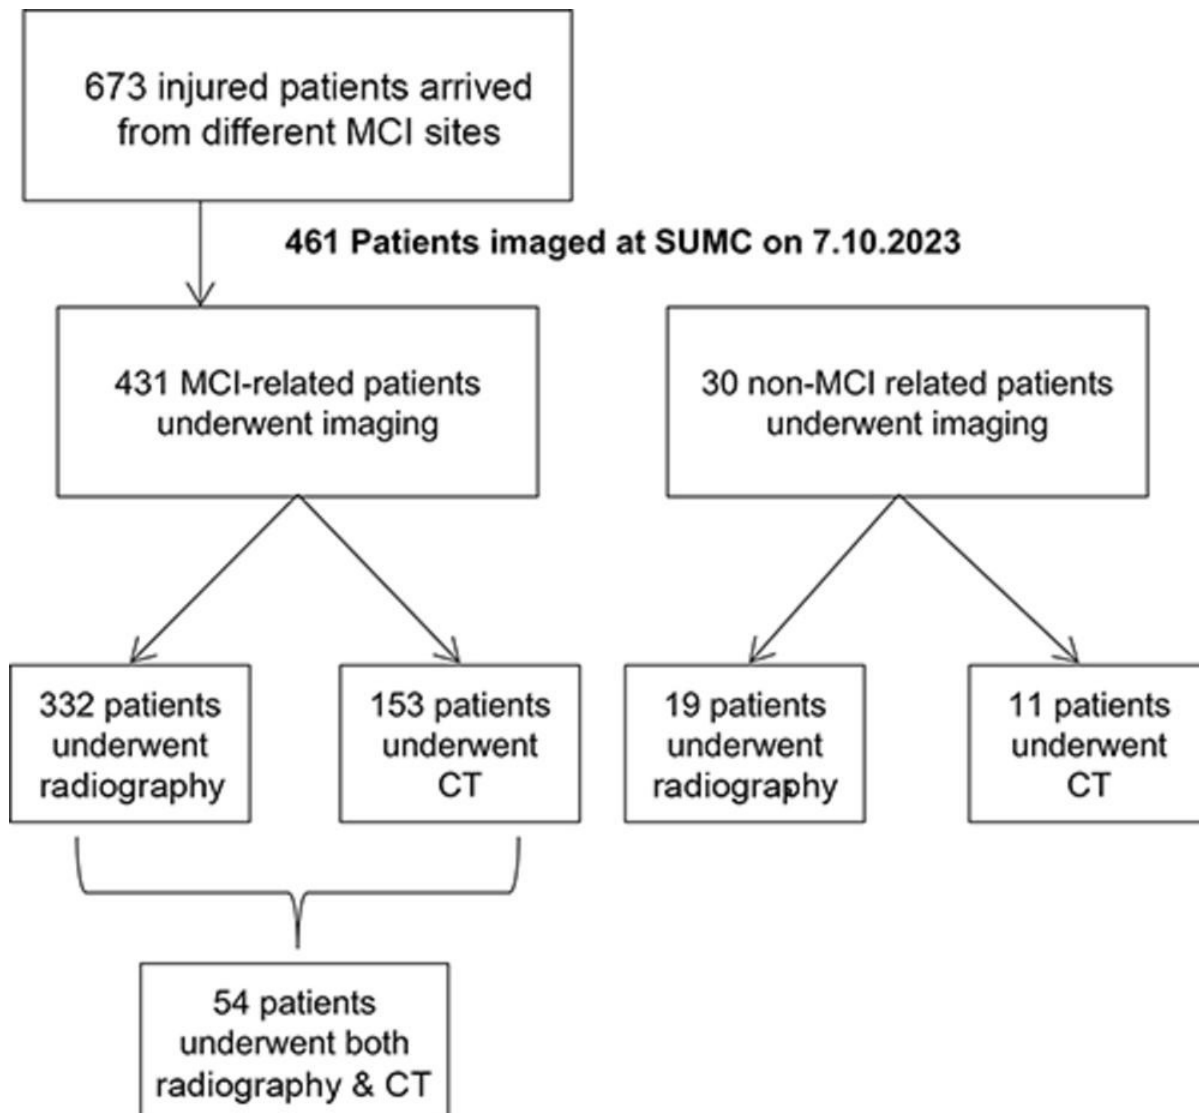 673 injured patients arrived
from different MCI sites
461 Patients imaged at SUMC on 7.10.2023
431 MCI-related patients
underwent imaging
30 non-MCI related patients
underwent imaging
332 patients
underwent
radiography
153 patients
underwent
CT
19 patients
underwent
radiography
11 patients
underwent
CT
54 patients
underwent both
radiography & CT